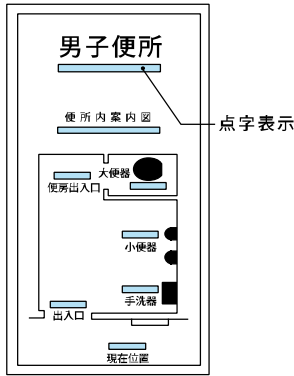 男子便所
点字表示
便所内案内図
大便器
便房出入口
小便器
手洗器
出入口
現在位置